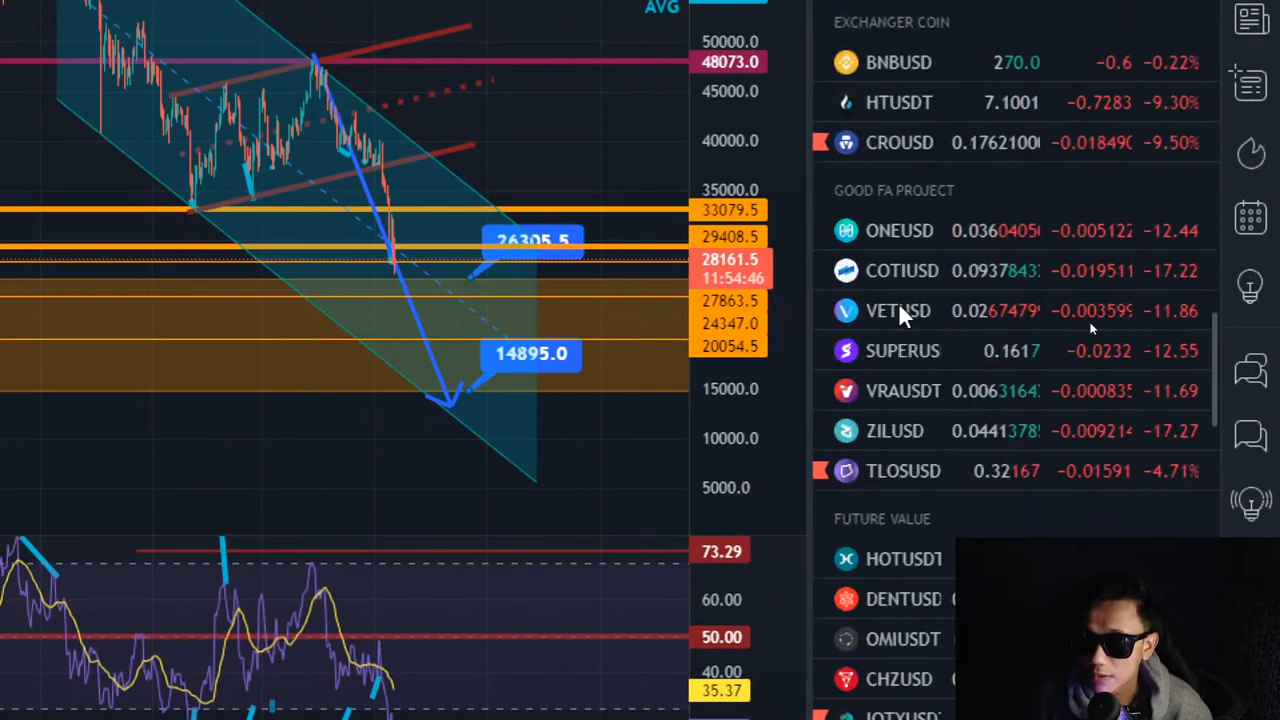 AVG
50000.0
48073.0
45000.0
40000.0
35000.0
33079.5
29408.5
28161.5
11:54:46
27863.5
24347.0
20054.5
15000.0
10000.0
5000.0
26305.5
14895.0
73.29
60.00
50.00
40.00
35.37
EXCHANGER COIN
BNBUSD 270.0 −0.6 −0.22%
HTUSDT 7.1001 −0.7283 −9.30%
CROUSD 0.1762100 −0.01849 −9.50%
GOOD FA PROJECT
ONEUSD 0.03604050 −0.005122 −12.44
COTIUSD 0.0937843 −0.019511 −17.22
VETUSD 0.02667479 −0.003599 −11.86
SUPERUS 0.1617 −0.0232 −12.55
VRAUSDT 0.0063164 −0.000835 −11.69
ZILUSD 0.0441378 −0.009214 −17.27
TLOSUSD 0.32167 −0.01591 −4.71%
FUTURE VALUE
HOTUSDT
DENTUSD
OMIUSDT
CHZUSD